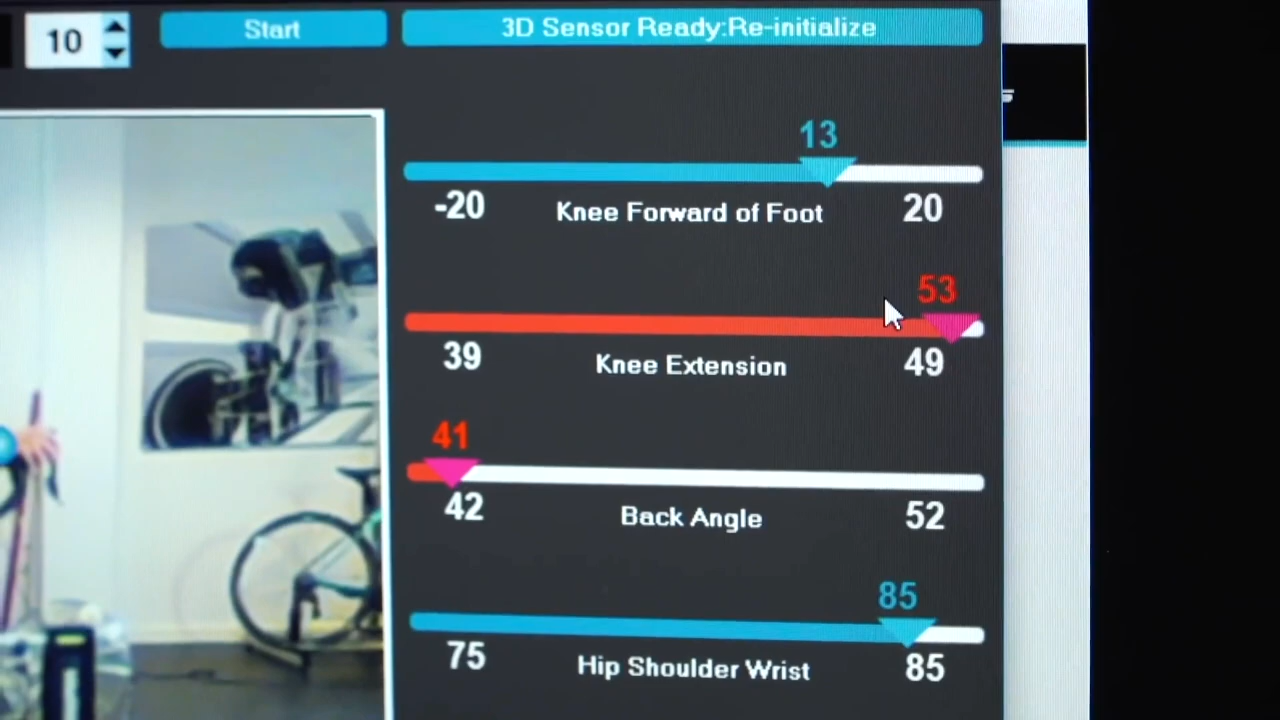 10
Start
3D Sensor Ready:Re-initialize
13
-20 Knee Forward of Foot 20
53
39 Knee Extension 49
41
42 Back Angle 52
85
75 Hip Shoulder Wrist 85